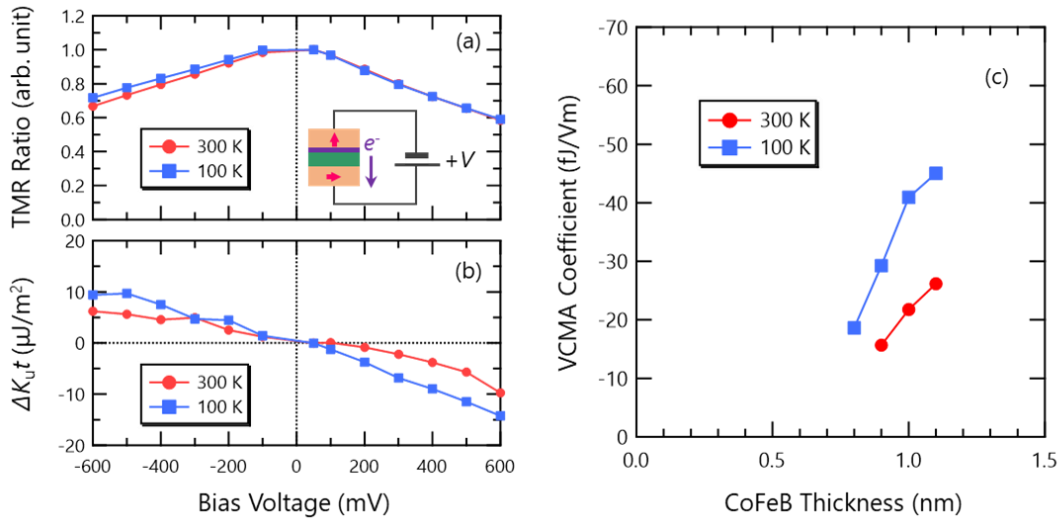 TMR Ratio (arb. unit)
1.2
1.0
0.8
0.6
0.4
0.2
0.0
(a)
300 K
100 K
e-
+V
ΔKut (μJ/m²)
20
10
0
-10
-20
(b)
300 K
100 K
-600 -400 -200 0 200 400 600
Bias Voltage (mV)
VCMA Coefficient (fJ/Vm)
-70
-60
-50
-40
-30
-20
-10
0
(c)
300 K
100 K
0.0 0.5 1.0 1.5
CoFeB Thickness (nm)